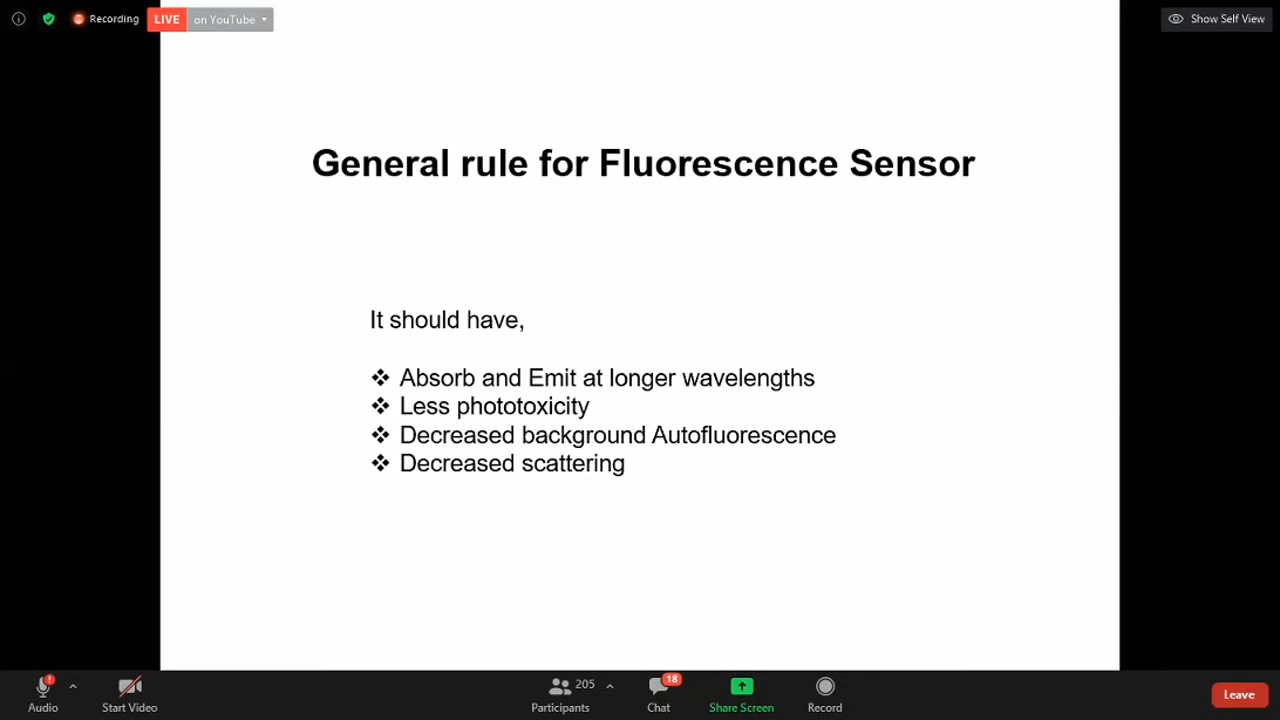 Recording
LIVE on YouTube
Show Self View
General rule for Fluorescence Sensor
It should have,
❖ Absorb and Emit at longer wavelengths
❖ Less phototoxicity
❖ Decreased background Autofluorescence
❖ Decreased scattering
Audio
Start Video
205
Participants
18
Chat
Share Screen
Record
Leave